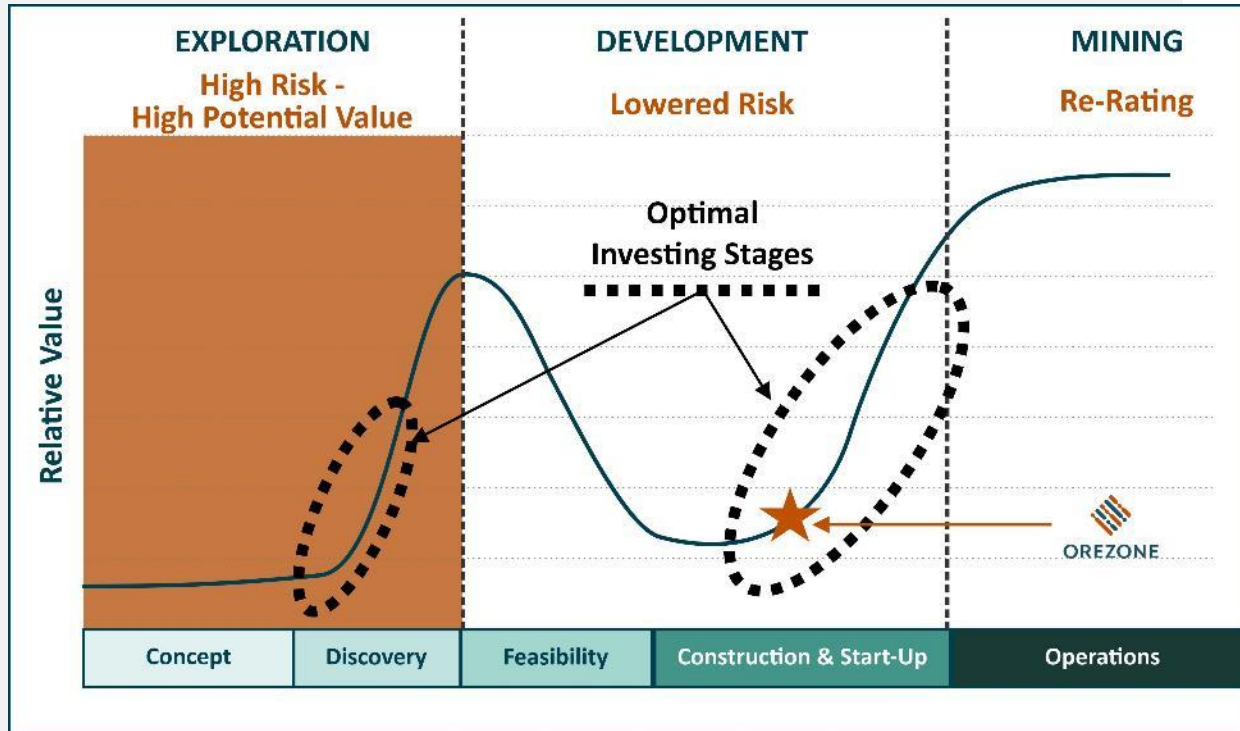 EXPLORATION
High Risk -
High Potential Value
DEVELOPMENT
Lowered Risk
MINING
Re-Rating
Optimal
Investing Stages
Relative Value
OREZONE
Concept
Discovery
Feasibility
Construction & Start-Up
Operations